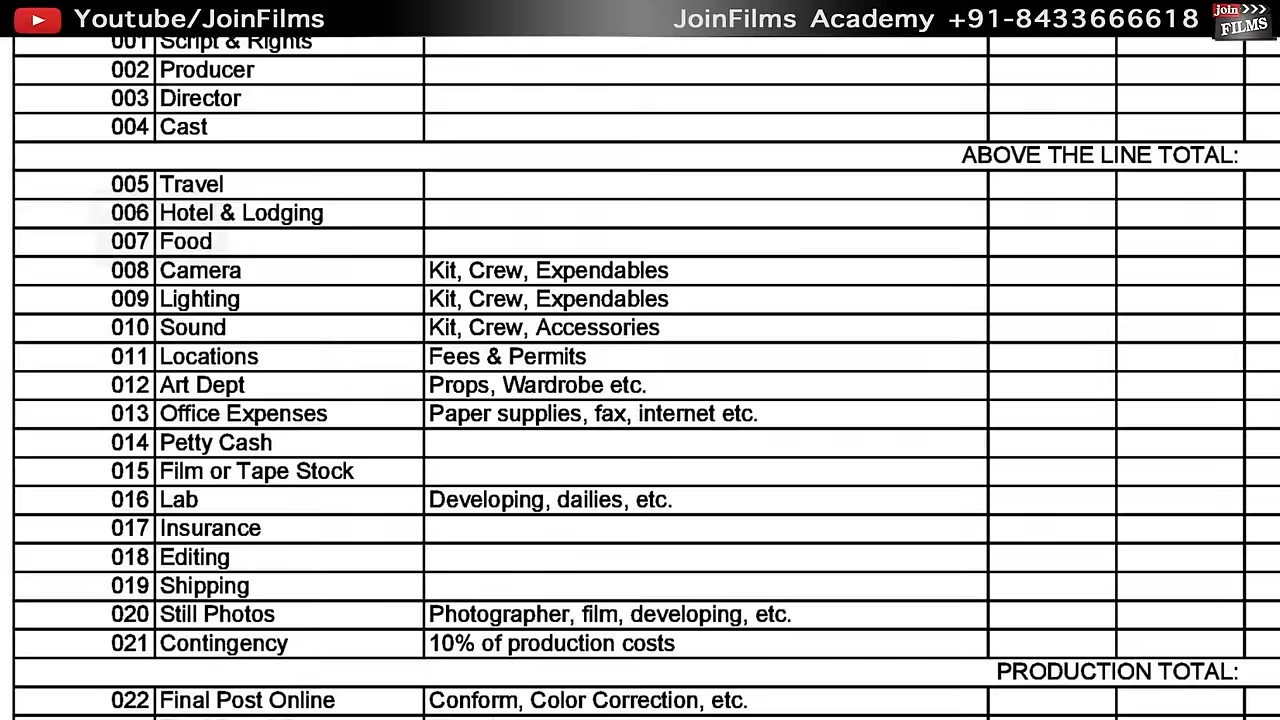 Youtube/JoinFilms JoinFilms Academy +91-8433666618 join FILMS
001 Script & Rights
002 Producer
003 Director
004 Cast
ABOVE THE LINE TOTAL:
005 Travel
006 Hotel & Lodging
007 Food
008 Camera Kit, Crew, Expendables
009 Lighting Kit, Crew, Expendables
010 Sound Kit, Crew, Accessories
011 Locations Fees & Permits
012 Art Dept Props, Wardrobe etc.
013 Office Expenses Paper supplies, fax, internet etc.
014 Petty Cash
015 Film or Tape Stock
016 Lab Developing, dailies, etc.
017 Insurance
018 Editing
019 Shipping
020 Still Photos Photographer, film, developing, etc.
021 Contingency 10% of production costs
PRODUCTION TOTAL:
022 Final Post Online Conform, Color Correction, etc.